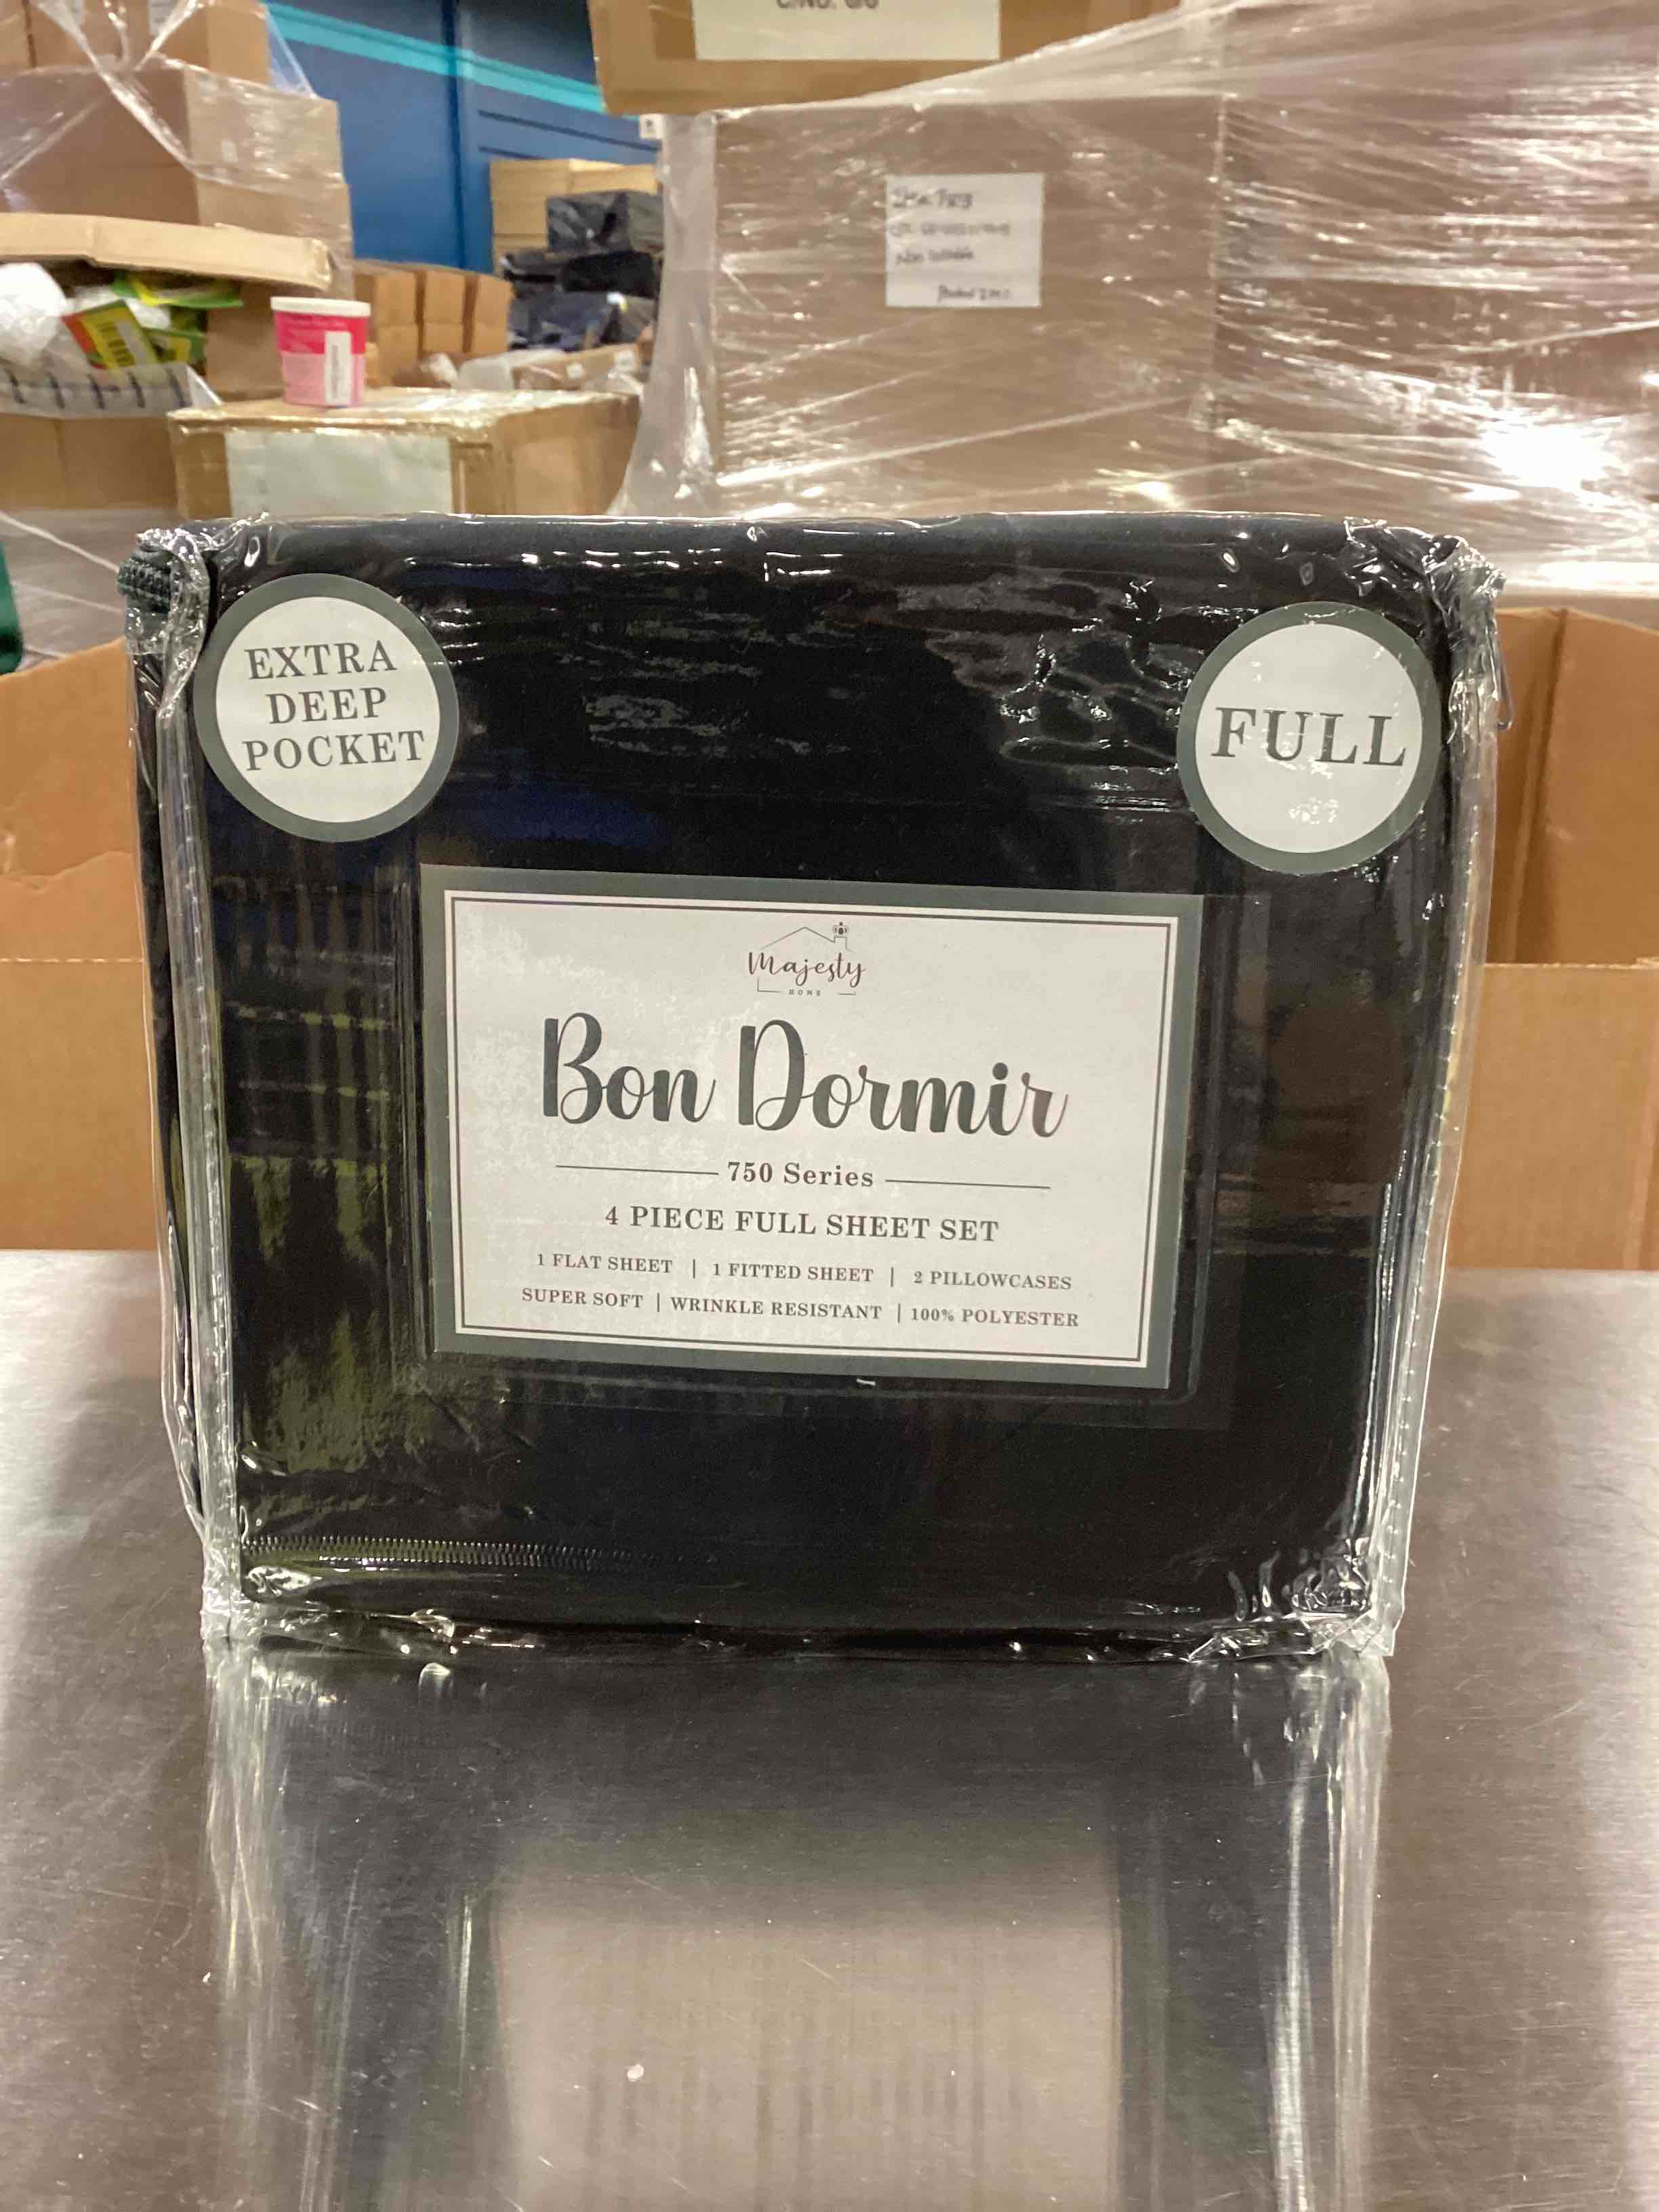 EXTRA
DEEP
POCKET
FULL
Majesty
HOME
Bon Dormir
750 Series
4 PIECE FULL SHEET SET
1 FLAT SHEET | 1 FITTED SHEET | 2 PILLOWCASES
SUPER SOFT | WRINKLE RESISTANT | 100% POLYESTER